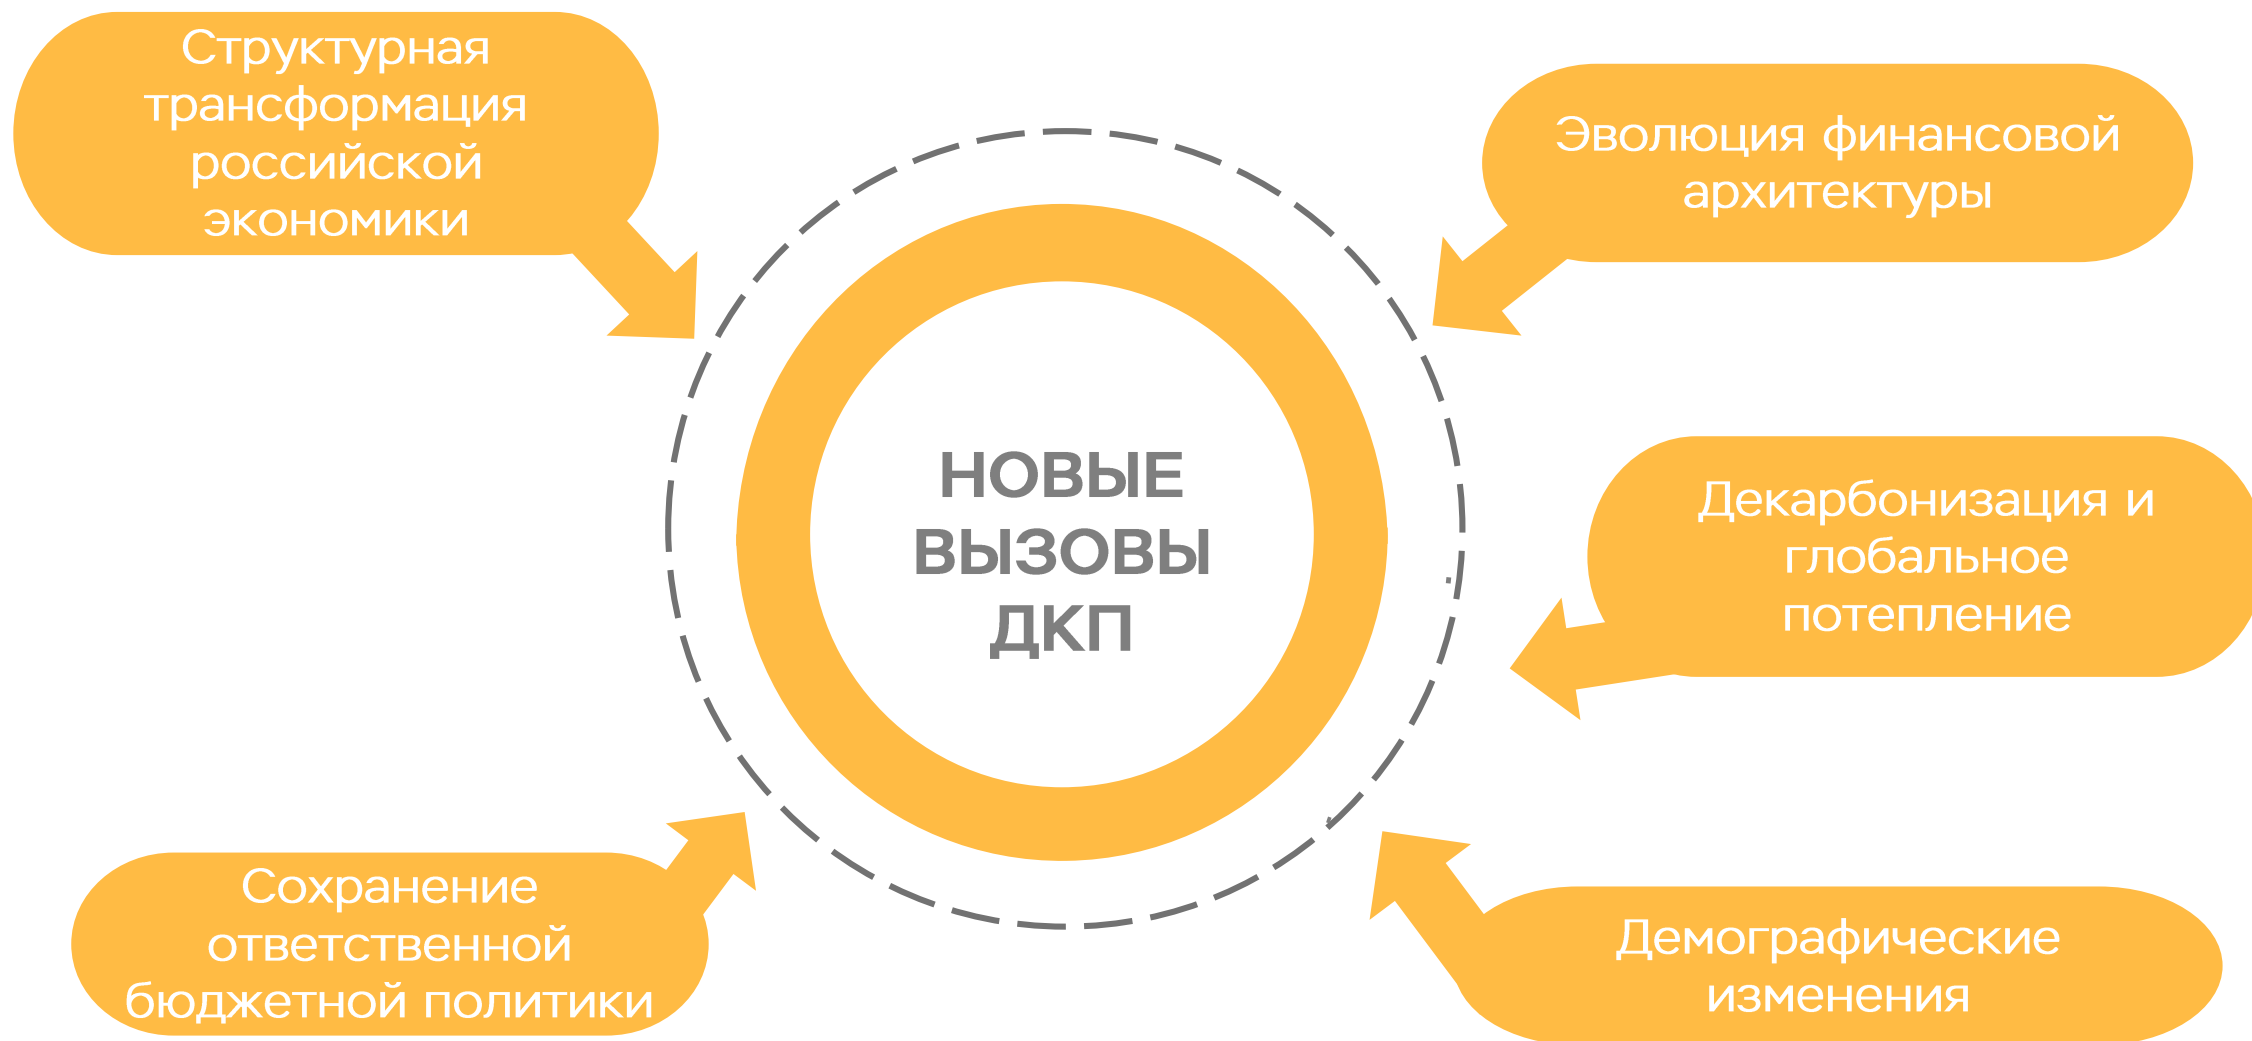 Структурная
трансформация
российской
экономики
Эволюция финансовой
архитектуры
НОВЫЕ
ВЫЗОВЫ
ДКП
Декарбонизация и
глобальное
потепление
Сохранение
ответственной
бюджетной политики
Демографические
изменения